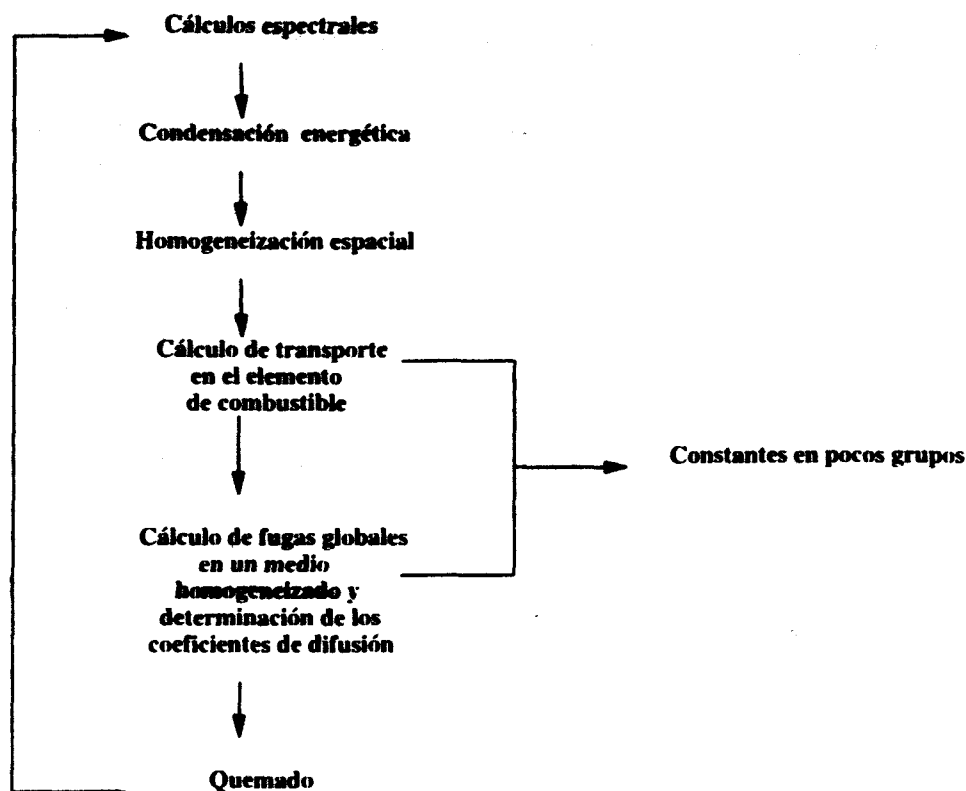 Cálculos espectrales
Condensación energética
Homogeneización espacial
Cálculo de transporte
en el elemento
de combustible
Constantes en pocos grupos
Cálculo de fugas globales
en un medio
homogeneizado y
determinación de los
coeficientes de difusión
Quemado